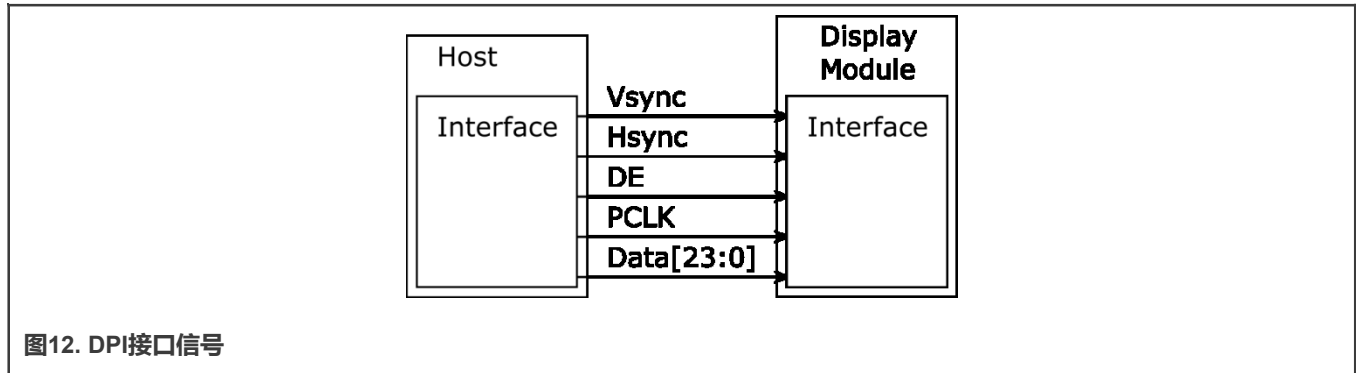 Host
Display
Module
Interface
Vsync
Hsync
DE
PCLK
Data[23:0]
Interface
图12. DPI接口信号